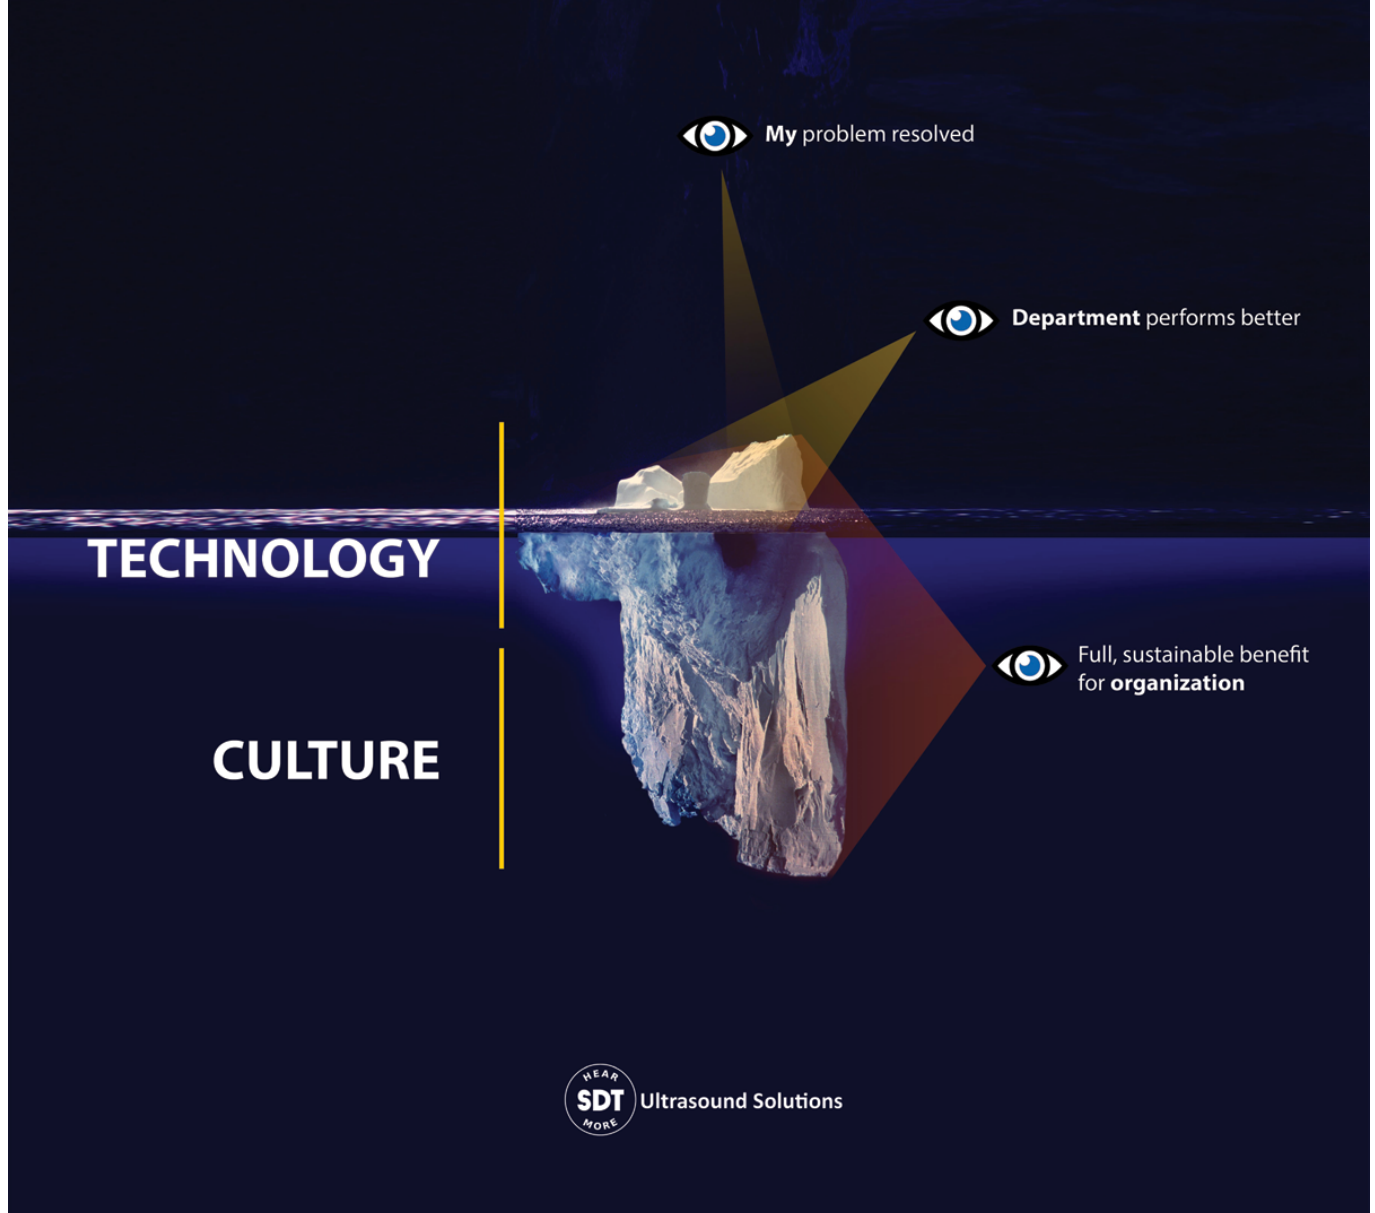 My problem resolved
Department performs better
TECHNOLOGY
Full, sustainable benefit
for organization
CULTURE
HEAR
SDT
MORE
Ultrasound Solutions